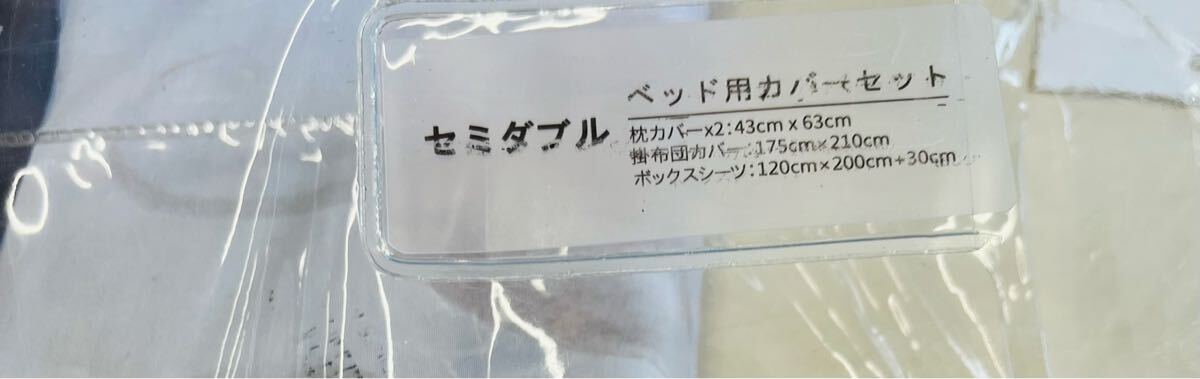 セミダブル
ベッド用カバーセット
枕カバーx2:43cm x 63cm
掛布団カバー:175cm×210cm
ボックスシーツ:120cm×200cm+30cm